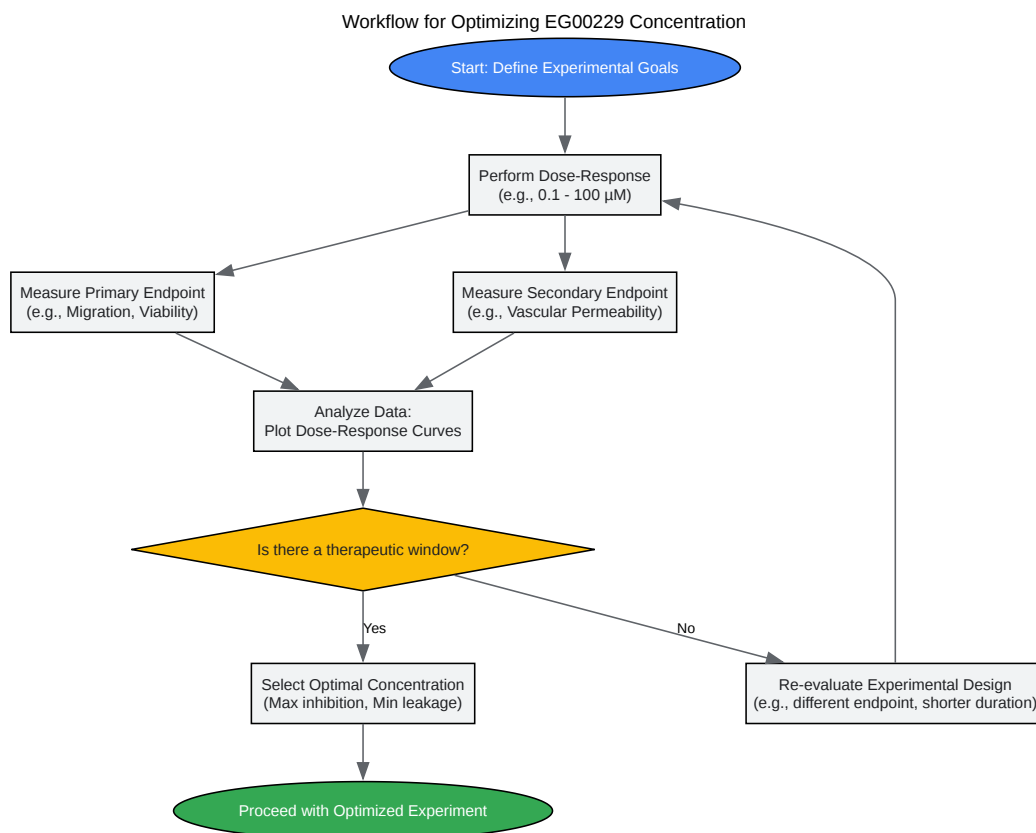 Workflow for Optimizing EG00229 Concentration
Start: Define Experimental Goals
Perform Dose-Response
(e.g., 0.1 - 100 µM)
Measure Primary Endpoint
(e.g., Migration, Viability)
Measure Secondary Endpoint
(e.g., Vascular Permeability)
Analyze Data:
Plot Dose-Response Curves
Is there a therapeutic window?
Yes
No
Select Optimal Concentration
(Max inhibition, Min leakage)
Re-evaluate Experimental Design
(e.g., different endpoint, shorter duration)
Proceed with Optimized Experiment